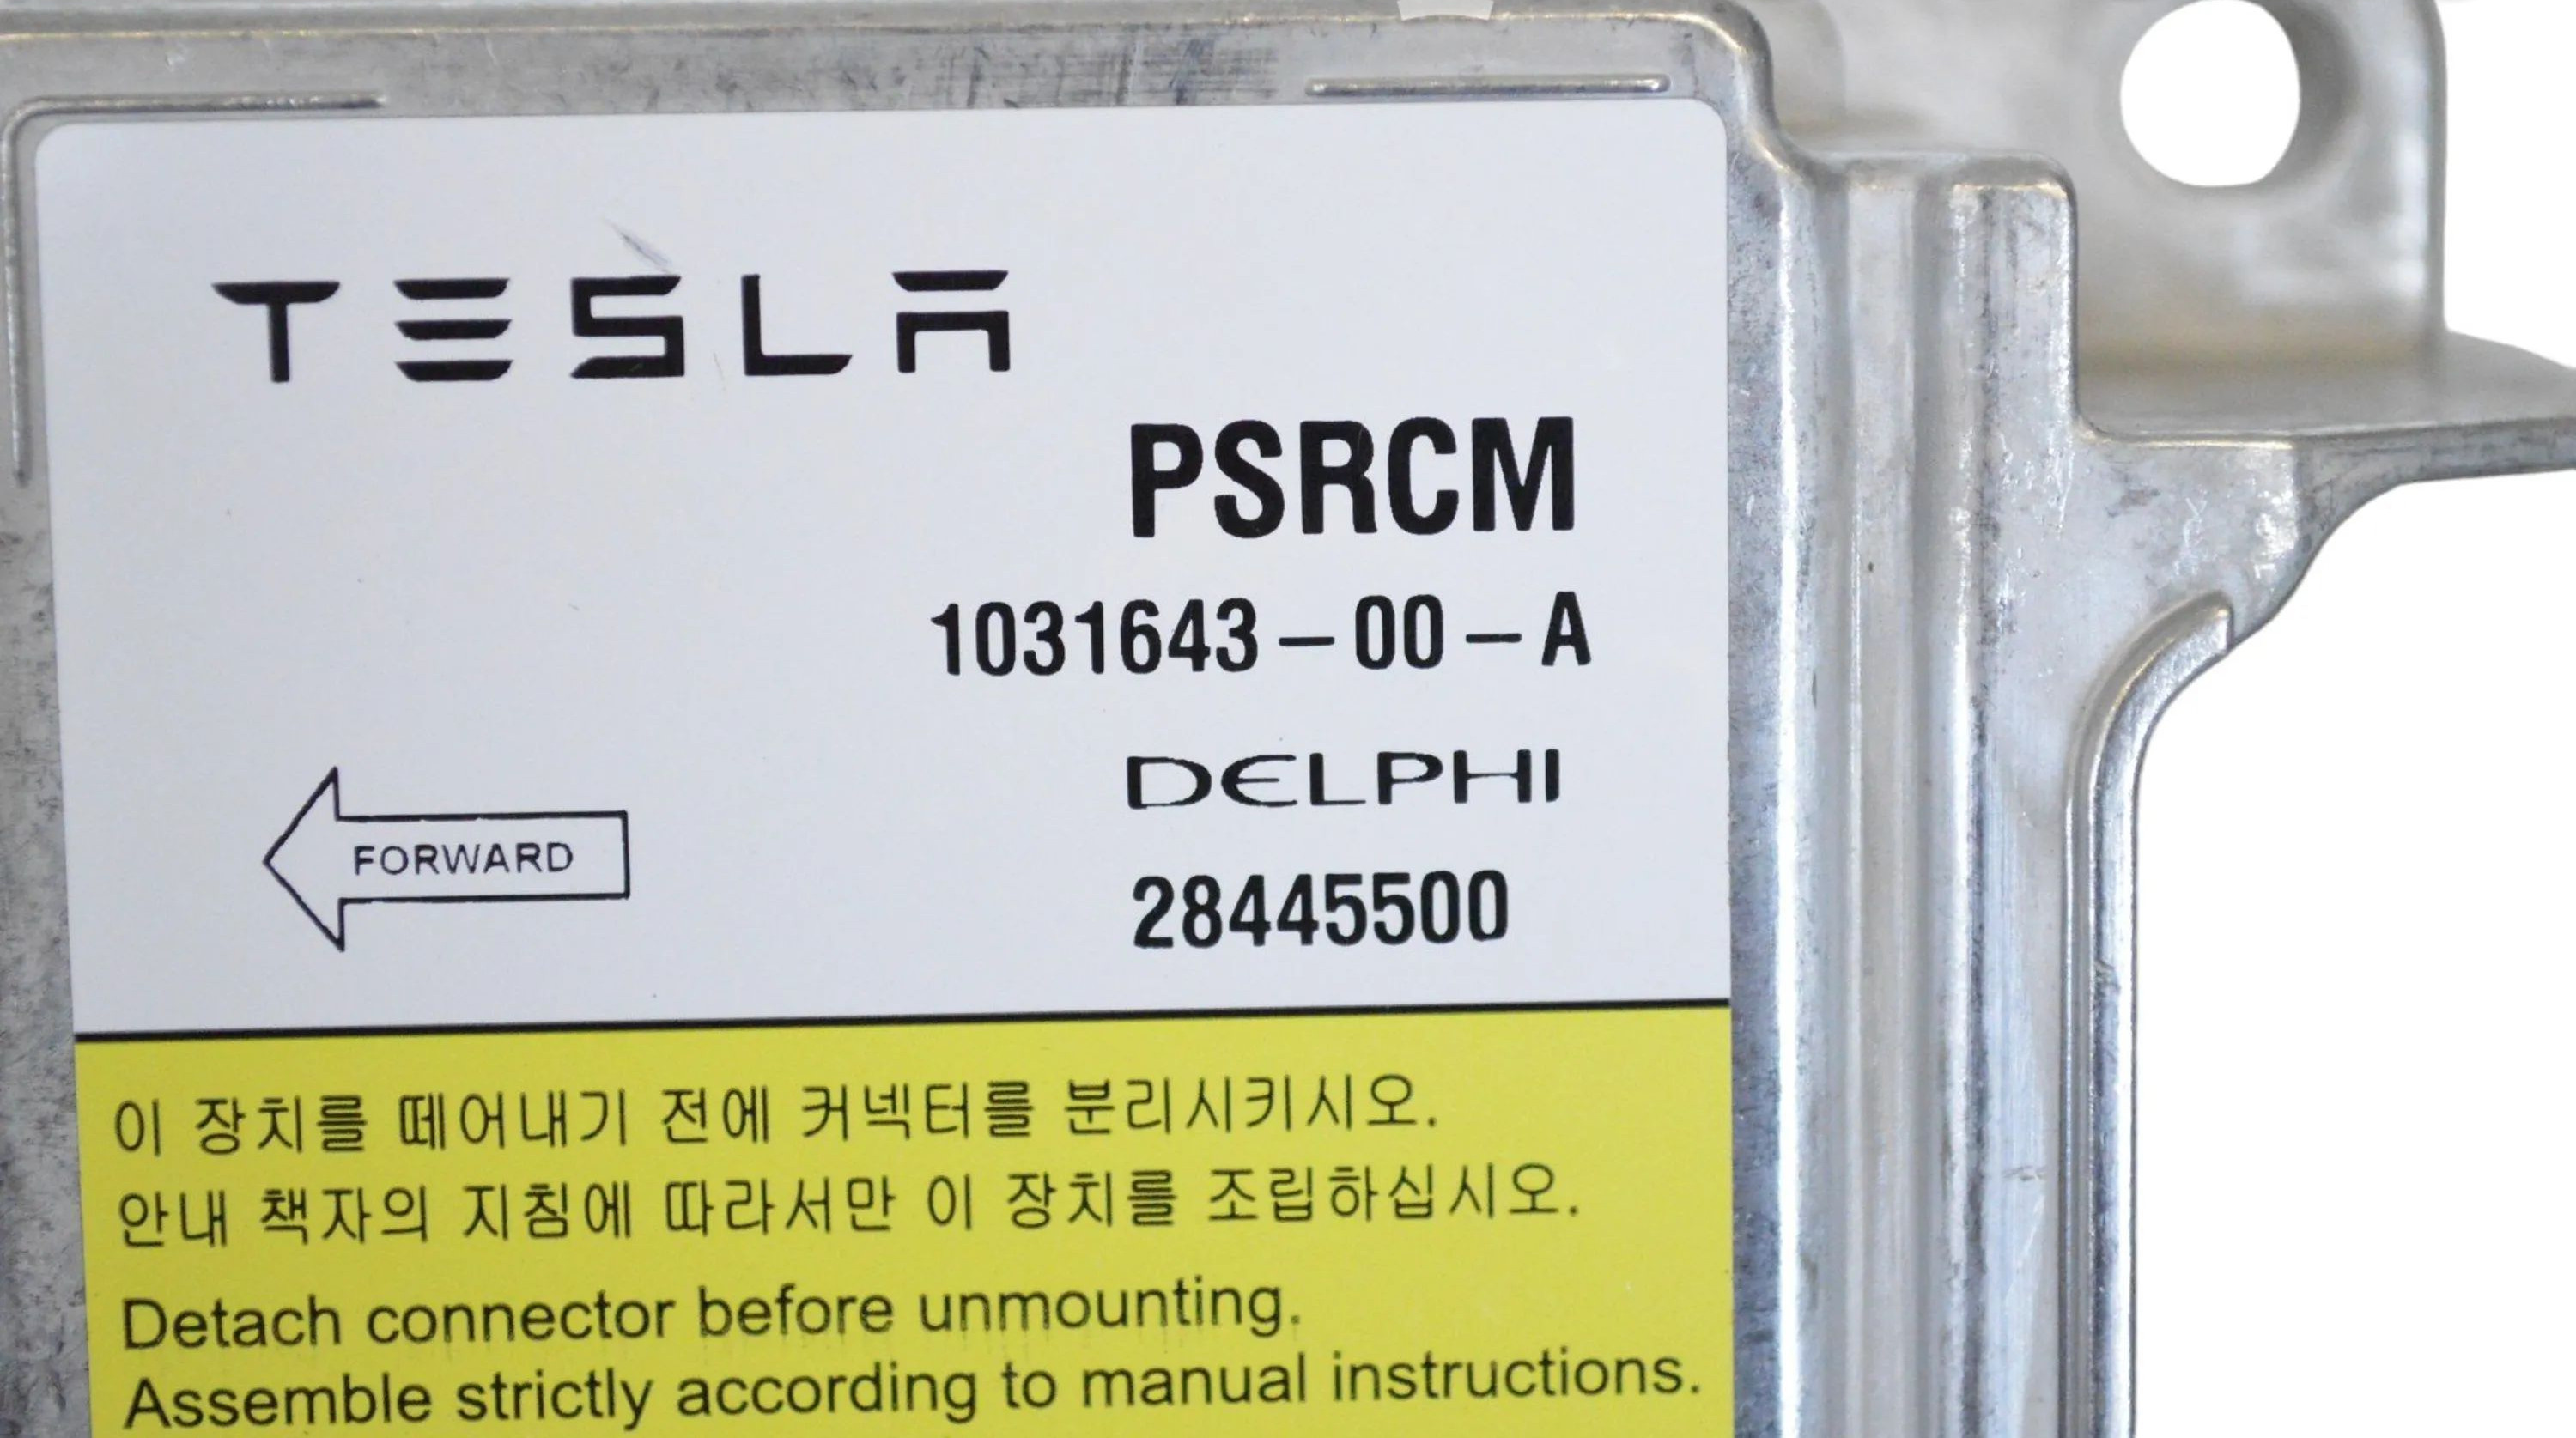 TESLA
PSRCM
1031643-00-A
DELPHI
FORWARD
28445500
이 장치를 떼어내기 전에 커넥터를 분리시키시오.
안내 책자의 지침에 따라서만 이 장치를 조립하십시오.
Detach connector before unmounting.
Assemble strictly according to manual instructions.